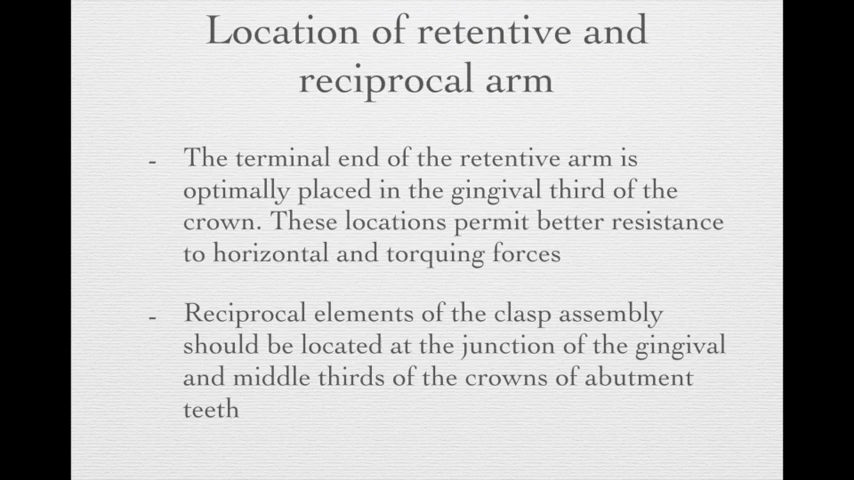 Location of retentive and
reciprocal arm
- The terminal end of the retentive arm is
optimally placed in the gingival third of the
crown. These locations permit better resistance
to horizontal and torquing forces
- Reciprocal elements of the clasp assembly
should be located at the junction of the gingival
and middle thirds of the crowns of abutment
teeth